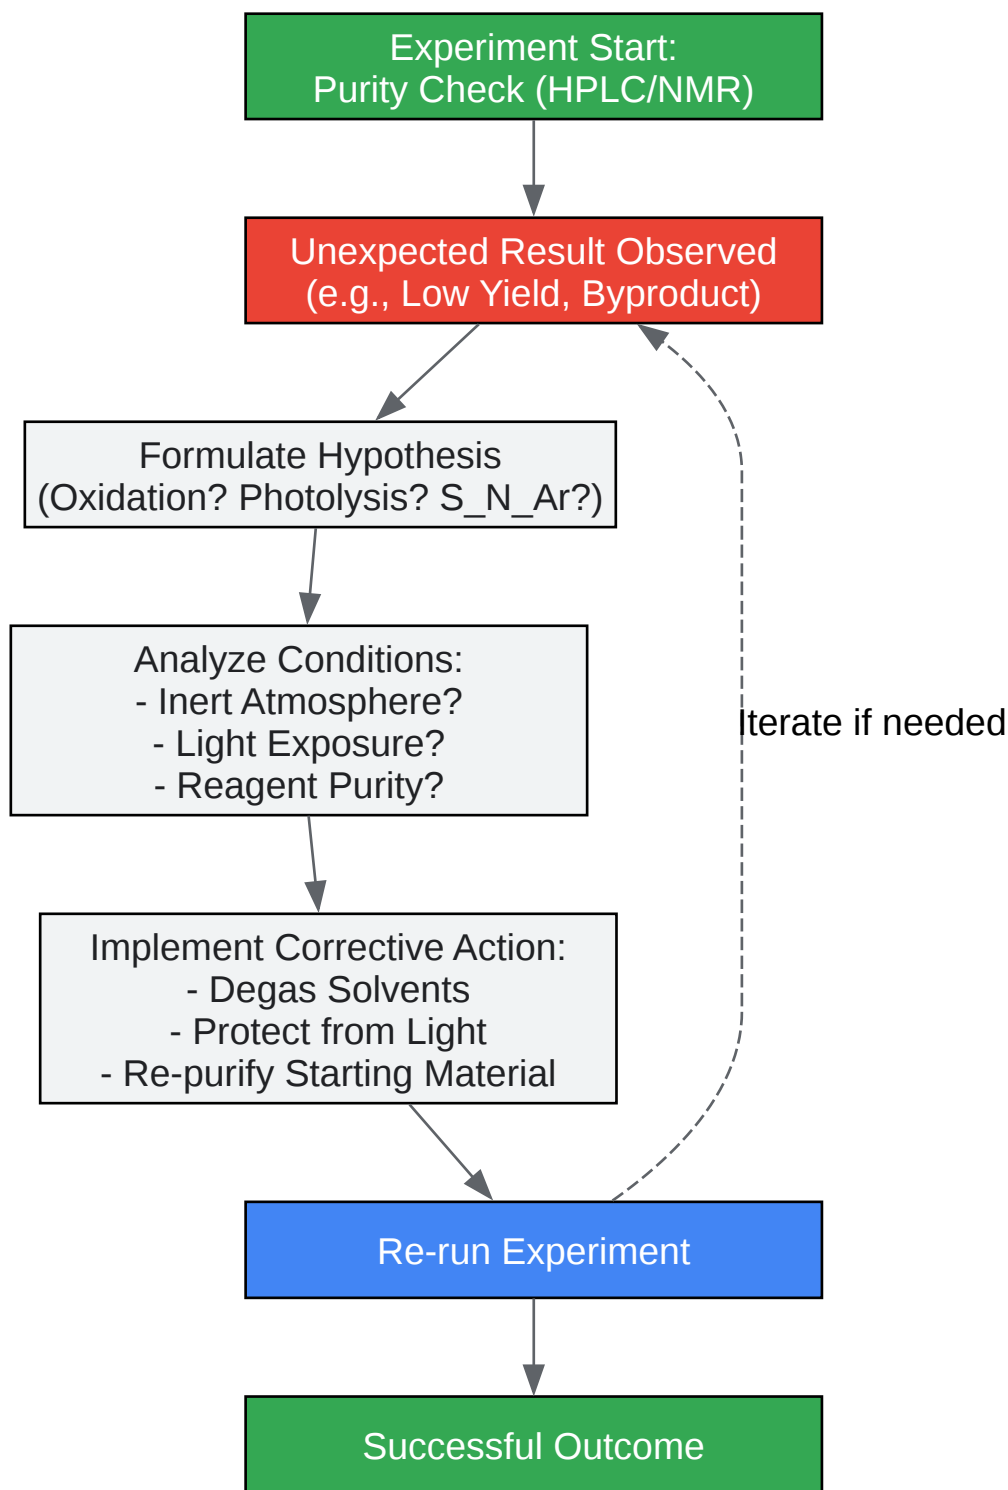 Experiment Start:
Purity Check (HPLC/NMR)
Unexpected Result Observed
(e.g., Low Yield, Byproduct)
Formulate Hypothesis
(Oxidation? Photolysis? S_N_Ar?)
Analyze Conditions:
- Inert Atmosphere?
- Light Exposure?
- Reagent Purity?
Iterate if needed
Implement Corrective Action:
- Degas Solvents
- Protect from Light
- Re-purify Starting Material
Re-run Experiment
Successful Outcome